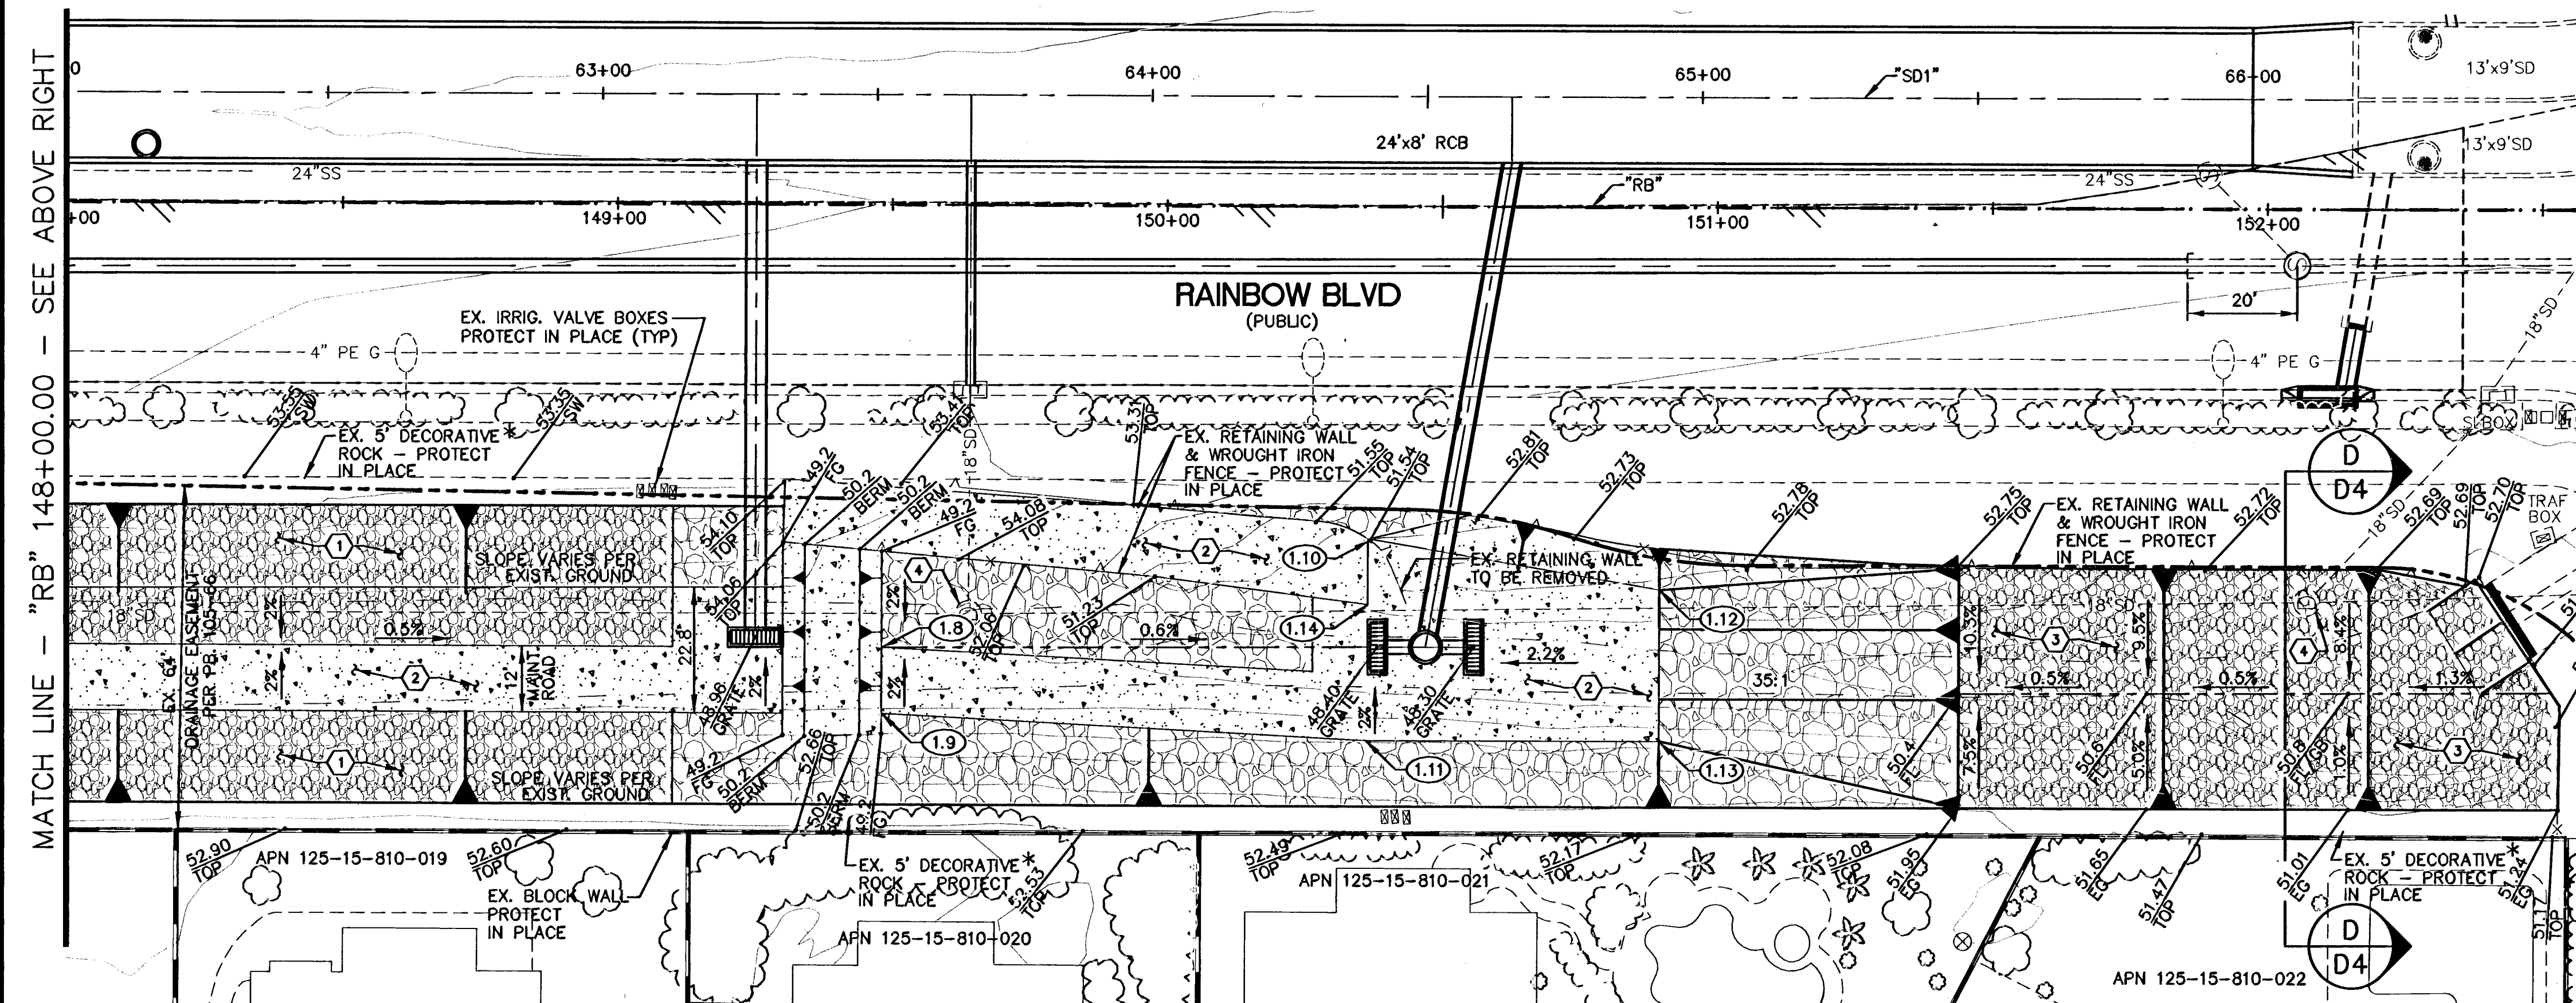 MATCH LINE – "RB" 148+00.00 – SEE ABOVE RIGHT
0
63+00
64+00
65+00
66+00
"SD1"
13'x9'SD
13'x9'SD
24'x8' RCB
24"SS
24"SS
"RB"
+00
149+00
150+00
151+00
152+00
RAINBOW BLVD
(PUBLIC)
20'
18"SD
EX. IRRIG. VALVE BOXES
PROTECT IN PLACE (TYP)
4" PE G
4" PE G
53.55
SW
53.35
SW
EX. 5' DECORATIVE*
ROCK – PROTECT
IN PLACE
49.2
FG
50.2
BERM
50.2
BERM
49.2
FG
(53.41
TOP)
18"SD
54.08
TOP
53.31
TOP
EX. RETAINING WALL
& WROUGHT IRON
FENCE – PROTECT
IN PLACE
51.55
TOP
51.54
TOP
52.81
TOP
52.73
TOP
52.78
TOP
52.75
TOP
EX. RETAINING WALL
& WROUGHT IRON
FENCE – PROTECT
IN PLACE
52.72
TOP
D
D4
18"SD
52.69
TOP
52.69
TOP
52.70
TOP
TRAF
BOX
54.10
TOP
54.06
TOP
1
SLOPE VARIES PER
EXIST. GROUND
EX. 64'
DRAINAGE EASEMENT
PER PB. 105-66
18"SD
2%
0.5%
2%
2
12'
MAINT.
ROAD
22.8'
48.96
GRATE
2%
2%
2%
4
1.8
52.06
TOP
51.23
TOP
0.6%
2
1.10
1.14
EX. RETAINING WALL
TO BE REMOVED
1.12
2.2%
2
48.40
GRATE
2%
48.30
GRATE
35:1
10.3%
3
18"SD
9.5%
4
8.4%
0.5%
0.5%
1.3%
1
SLOPE VARIES PER
EXIST. GROUND
49.2
FG
50.2
BERM
52.66
TOP
50.2
BERM
49.2
FG
1.9
1.11
1.13
50.4
FL
7.5%
50.6
FL
5.0%
50.8
FL/GB
1.0%
3
52.90
TOP
APN 125-15-810-019
52.60
TOP
EX. BLOCK WALL
PROTECT
IN PLACE
EX. 5' DECORATIVE*
ROCK – PROTECT
IN PLACE
52.53
TOP
APN 125-15-810-020
52.49
TOP
APN 125-15-810-021
52.17
TOP
52.08
TOP
51.95
EG
51.65
EG
51.47
TOP
51.01
EG
EX. 5' DECORATIVE*
ROCK – PROTECT
IN PLACE
51.24
EG
51.17
TOP
D
D4
APN 125-15-810-022